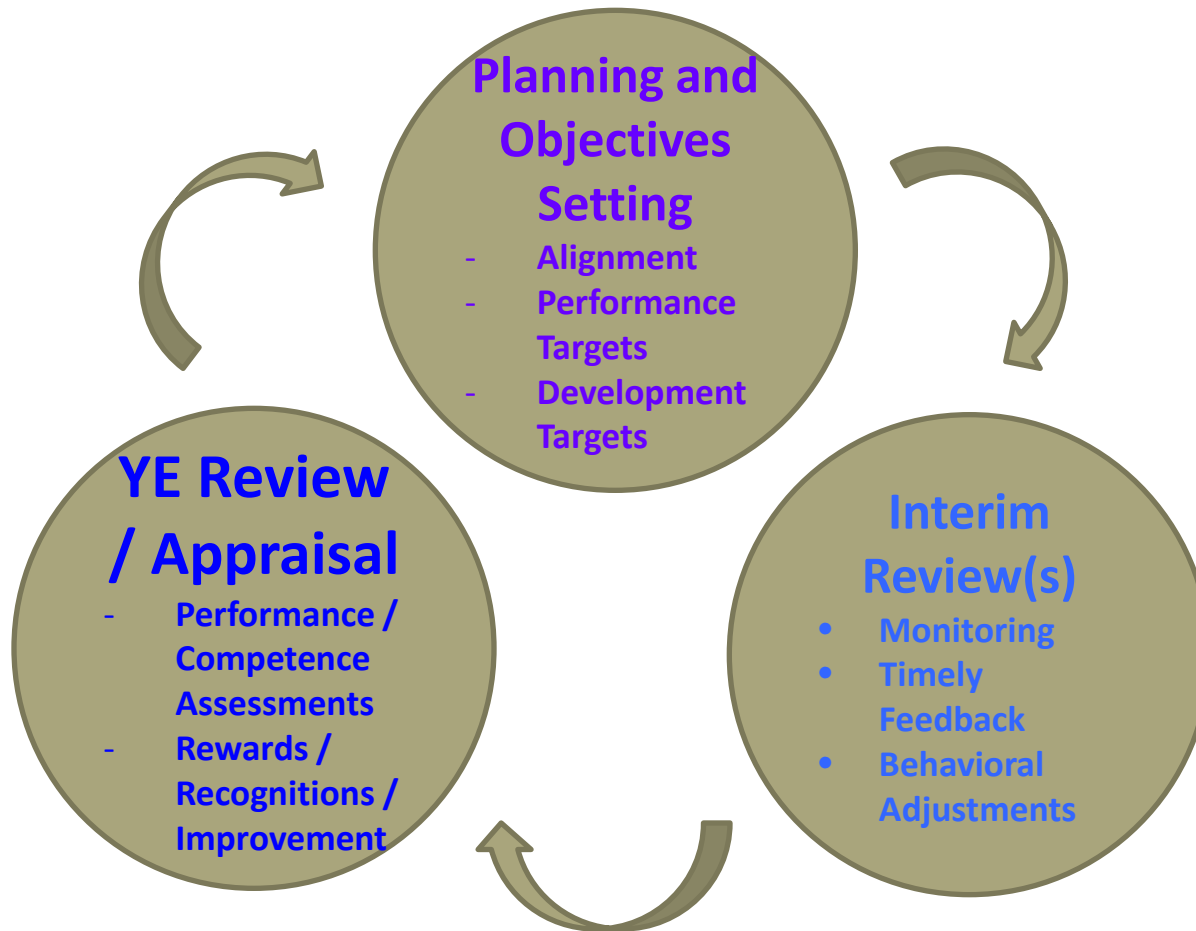 Planning and
Objectives
Setting
- Alignment
- Performance
Targets
- Development
Targets
YE Review
/ Appraisal
- Performance /
Competence
Assessments
- Rewards /
Recognitions /
Improvement
Interim
Review(s)
• Monitoring
• Timely
Feedback
• Behavioral
Adjustments